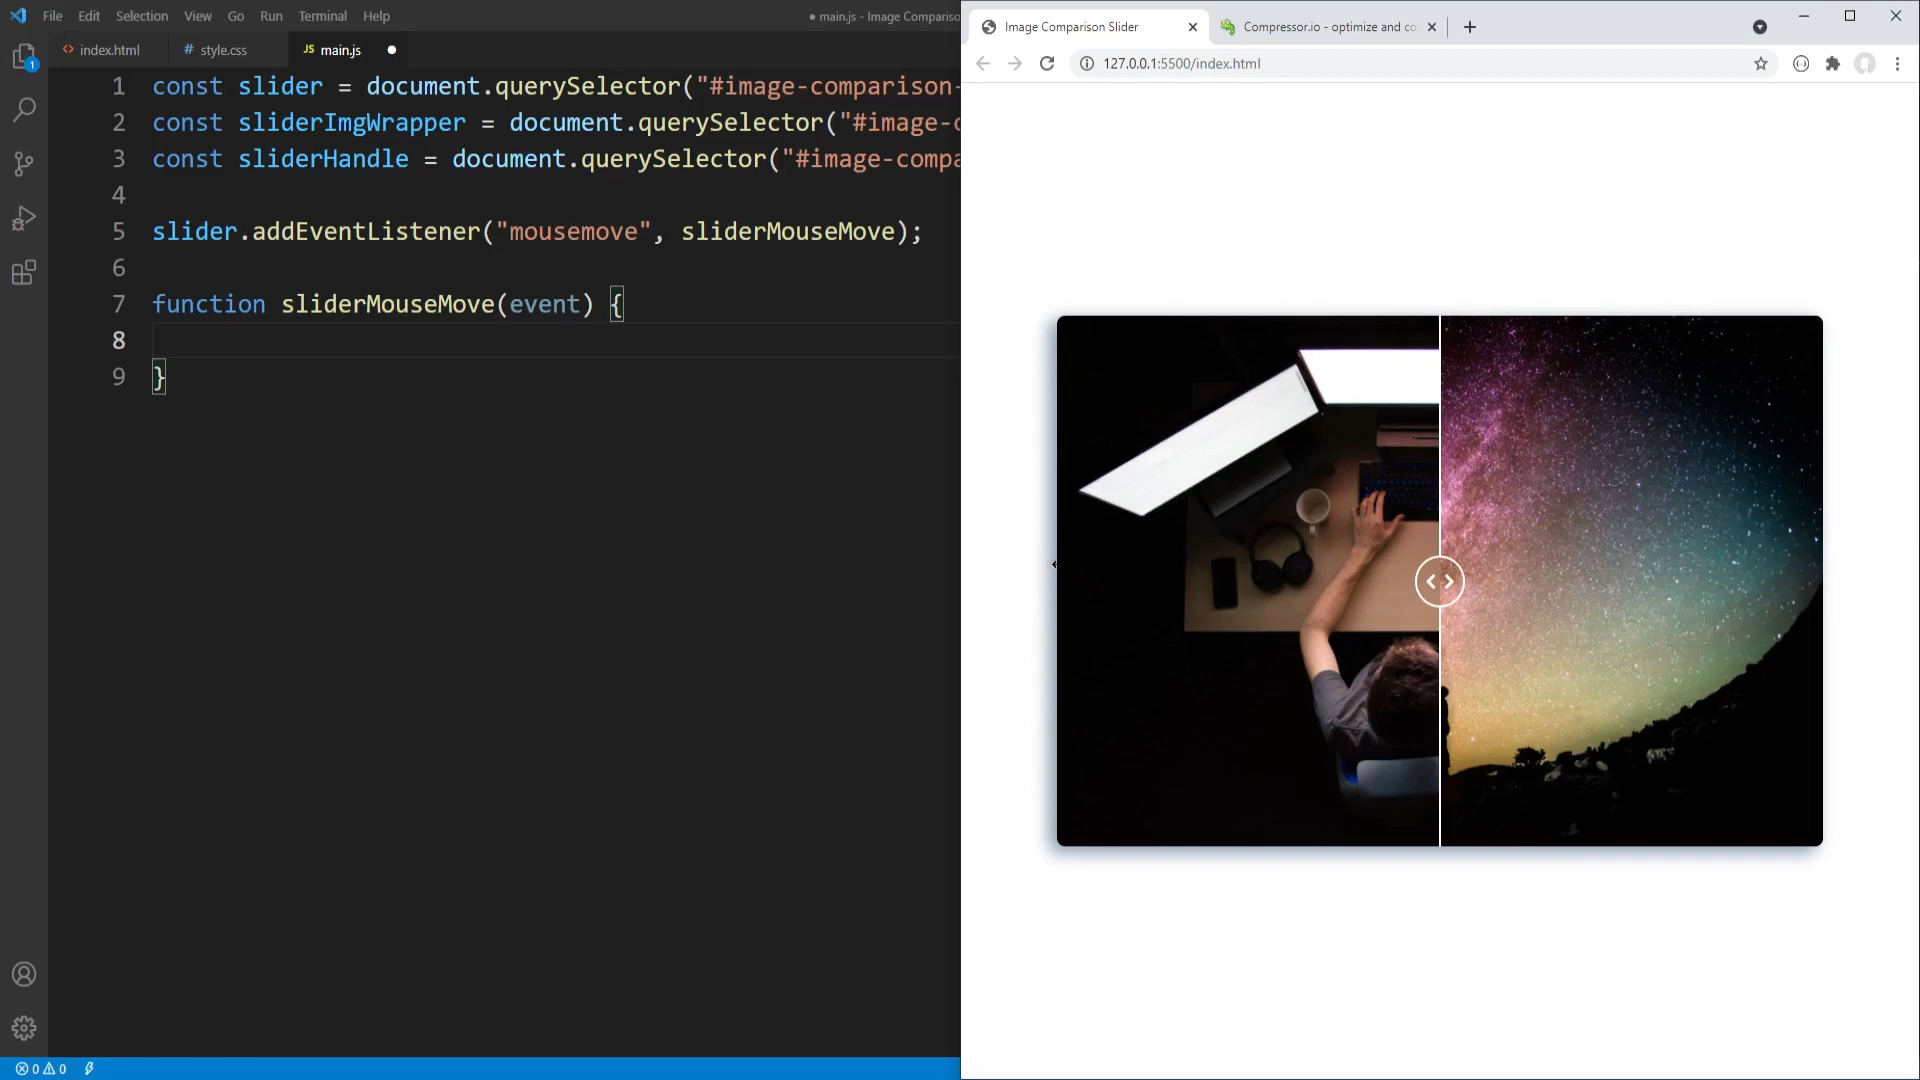 File Edit Selection View Go Run Terminal Help
● main.js - Image Compariso
index.html
style.css
JS main.js
1 const slider = document.querySelector("#image-comparison-
2 const sliderImgWrapper = document.querySelector("#image-c
3 const sliderHandle = document.querySelector("#image-compa
4
5 slider.addEventListener("mousemove", sliderMouseMove);
6
7 function sliderMouseMove(event) {
8
9 }
1
0 0
Image Comparison Slider
Compressor.io - optimize and co
127.0.0.1:5500/index.html